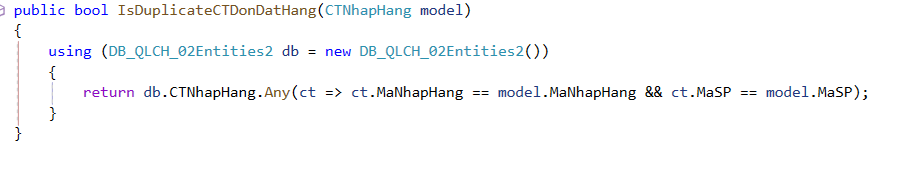 public bool IsDuplicateCTDonDatHang(CTNhapHang model)
{
using (DB_QLCH_02Entities2 db = new DB_QLCH_02Entities2())
{
return db.CTNhapHang.Any(ct => ct.MaNhapHang == model.MaNhapHang && ct.MaSP == model.MaSP);
}
}